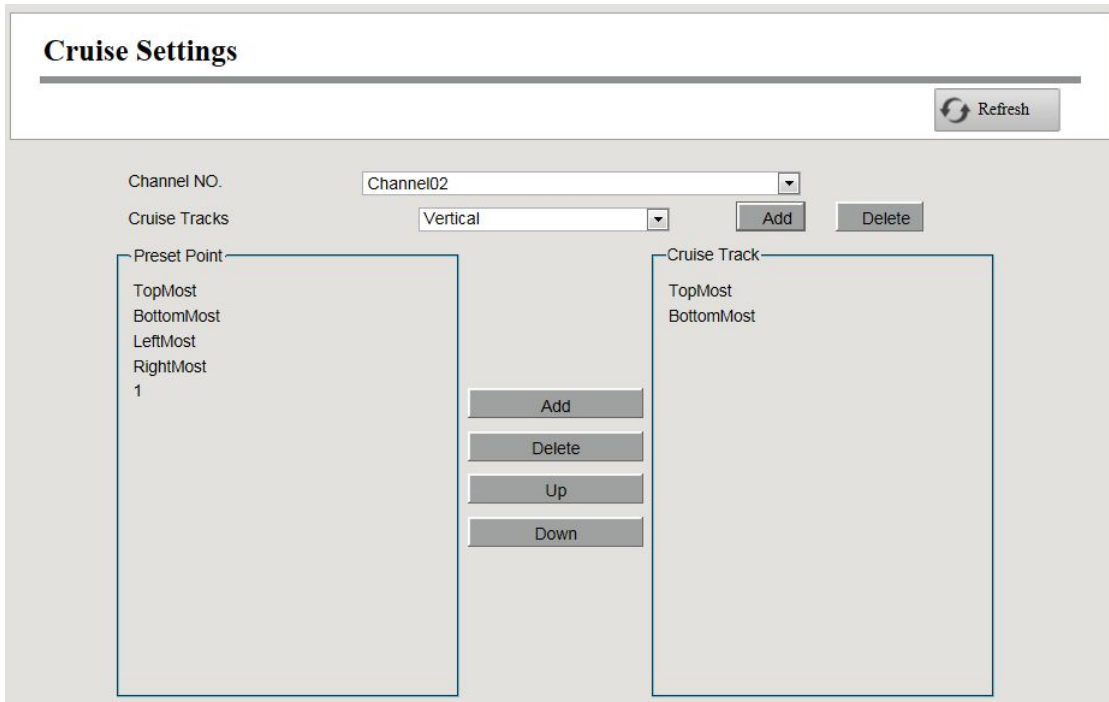 Cruise Settings
Refresh
Channel NO.
Channel02
Cruise Tracks
Vertical
Add
Delete
Preset Point
TopMost
BottomMost
LeftMost
RightMost
1
Add
Delete
Up
Down
Cruise Track
TopMost
BottomMost